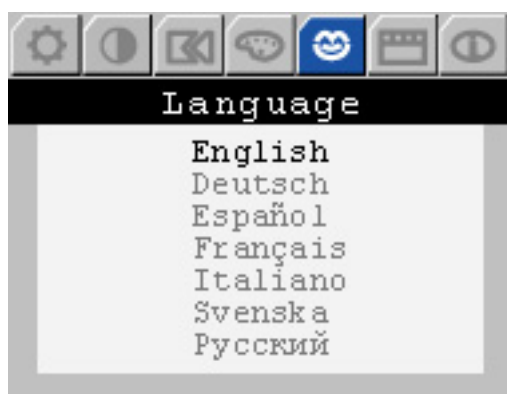 Language
English
Deutsch
Español
Français
Italiano
Svenska
Русский